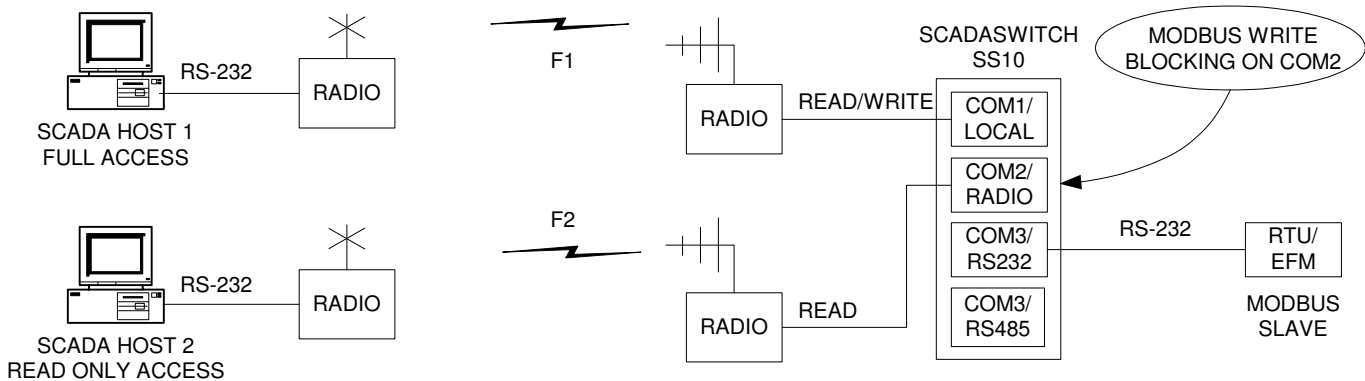 RS-232
RADIO
SCADA HOST 1
FULL ACCESS
F1
RADIO
READ/WRITE
SCADASWITCH
SS10
COM1/
LOCAL
COM2/
RADIO
COM3/
RS232
COM3/
RS485
MODBUS WRITE
BLOCKING ON COM2
RS-232
RTU/
EFM
MODBUS
SLAVE
RS-232
RADIO
SCADA HOST 2
READ ONLY ACCESS
F2
RADIO
READ